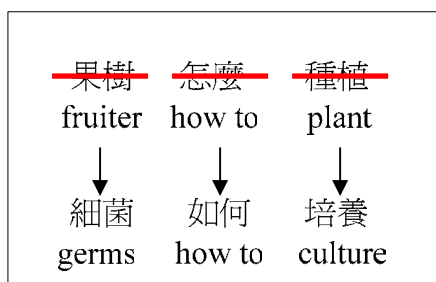 果樹 怎麼 種植
fruiter how to plant
細菌 如何 培養
germs how to culture